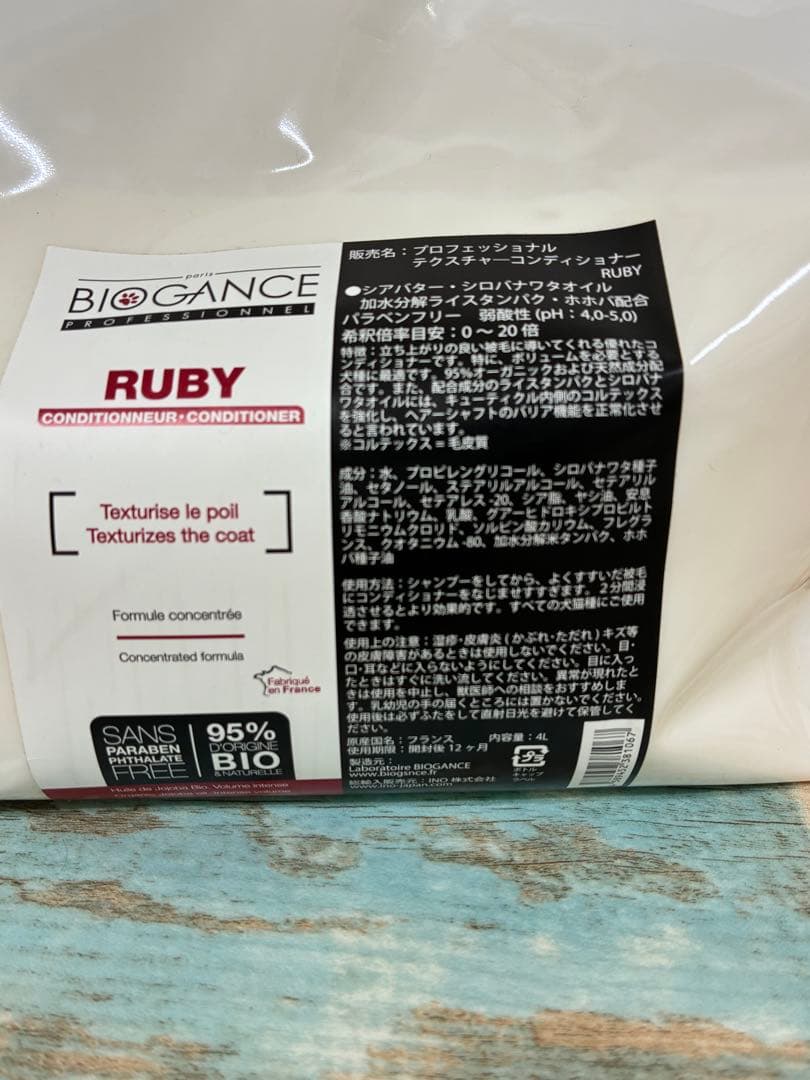 paris
BIOGANCE
PROFESSIONNEL
RUBY
CONDITIONNEUR・CONDITIONER
Texturise le poil
Texturizes the coat
Formule concentrée
Concentrated formula
Fabriqué
en France
SANS
PARABEN
PHTHALATE
FREE
95%
D'ORIGINE
BIO
& NATURELLE
Huile de Jojoba Bio. Volume intense
Organic Jojoba oil. Intense volume
販売名：プロフェッショナル
テクスチャーコンディショナー
RUBY
●シアバター・シロバナワタオイル
加水分解ライスタンパク・ホホバ配合
パラベンフリー 弱酸性 (pH：4,0-5,0)
希釈倍率目安：0～20倍
特徴：立ち上がりの良い被毛に導いてくれる優れたコ
ンディショナーです。特に、ボリュームを必要とする
犬種に最適です。95%オーガニックおよび天然成分配
合です。また、配合成分のライスタンパクとシロバナ
ワタオイルには、キューティクル内側のコルテックス
を強化し、ヘアーシャフトのバリア機能を正常化させ
ると言われています。
※コルテックス＝毛皮質
成分：水、プロピレングリコール、シロバナワタ種子
油、セタノール、ステアリルアルコール、セテアリル
アルコール、セテアレス-20、シア脂、ヤシ油、安息
香酸ナトリウム、乳酸、グアーヒドロキシプロピルト
リモニウムクロリド、ソルビン酸カリウム、フレグラ
ンス、クオタニウム-80、加水分解米タンパク、ホホ
バ種子油
使用方法：シャンプーをしてから、よくすすいだ被毛
にコンディショナーをなじませすすぎます。2分間浸
透させるとより効果的です。すべての犬猫種にご使用
できます。
使用上の注意：湿疹・皮膚炎(かぶれ・ただれ)キズ等
の皮膚障害があるときは使用しないでください。目・
口・耳などに入らないようにしてください。目に入っ
たときはすぐに洗い流してください。異常が現れたと
きは使用を中止し、獣医師への相談をおすすめしま
す。乳幼児の手の届くところには置かないでください。
使用後は必ずふたをして直射日光を避けて保管してく
ださい。
原産国名：フランス 内容量：4L
使用期限：開封後12ヶ月
製造元：
Laboratoire BIOGANCE
www.biogance.fr
総輸入販売元：INO 株式会社
www.ino-japan.com
プラ
ボトル
キャップ
ラベル